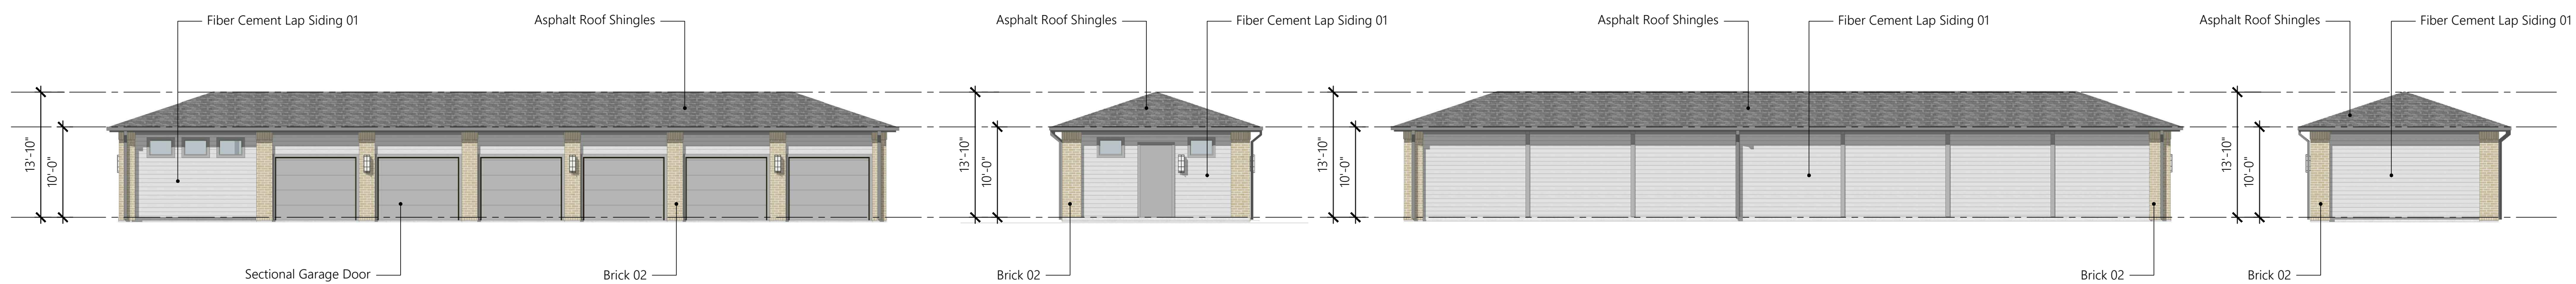 Fiber Cement Lap Siding 01
Asphalt Roof Shingles
13'-10"
10'-0"
Sectional Garage Door
Brick 02
Asphalt Roof Shingles
Fiber Cement Lap Siding 01
13'-10"
10'-0"
Brick 02
Asphalt Roof Shingles
Fiber Cement Lap Siding 01
13'-10"
10'-0"
Brick 02
Asphalt Roof Shingles
Fiber Cement Lap Siding 01
13'-10"
10'-0"
Brick 02